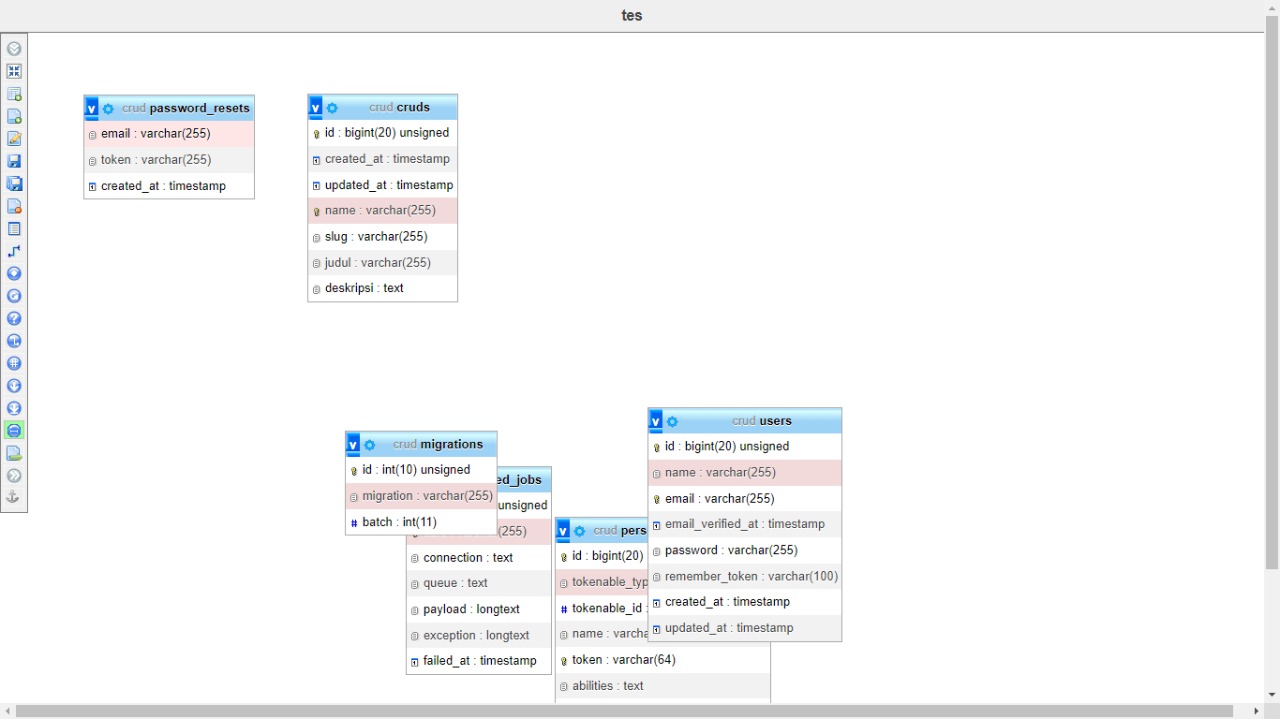 tes
crud password_resets
email : varchar(255)
token : varchar(255)
created_at : timestamp
crud cruds
id : bigint(20) unsigned
created_at : timestamp
updated_at : timestamp
name : varchar(255)
slug : varchar(255)
judul : varchar(255)
deskripsi : text
crud migrations
id : int(10) unsigned
migration : varchar(255)
batch : int(11)
ed_jobs
unsigned
(255)
connection : text
queue : text
payload : longtext
exception : longtext
failed_at : timestamp
crud pers
id : bigint(20)
tokenable_typ
tokenable_id :
name : varcha
token : varchar(64)
abilities : text
crud users
id : bigint(20) unsigned
name : varchar(255)
email : varchar(255)
email_verified_at : timestamp
password : varchar(255)
remember_token : varchar(100)
created_at : timestamp
updated_at : timestamp